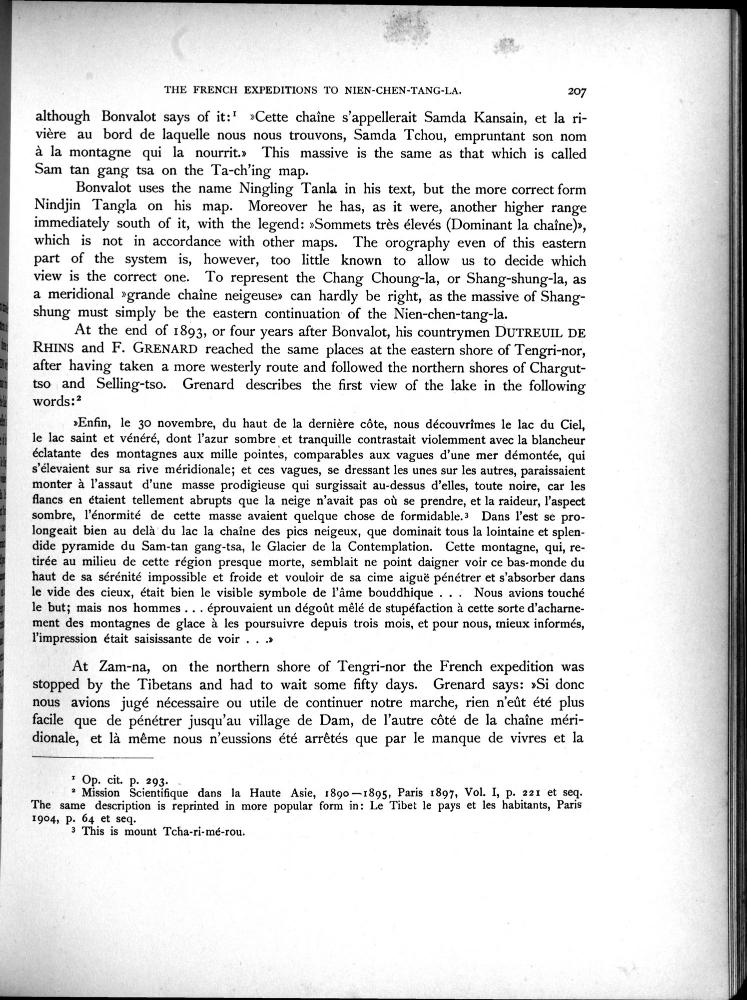 THE FRENCH EXPEDITIONS TO NIEN-CHEN-TANG-LA. 207
although Bonvalot says of it:¹ »Cette chaîne s'appellerait Samda Kansain, et la ri-
vière au bord de laquelle nous nous trouvons, Samda Tchou, empruntant son nom
à la montagne qui la nourrit.» This massive is the same as that which is called
Sam tan gang tsa on the Ta-ch'ing map.
Bonvalot uses the name Ningling Tanla in his text, but the more correct form
Nindjin Tangla on his map. Moreover he has, as it were, another higher range
immediately south of it, with the legend: »Sommets très élevés (Dominant la chaîne)»,
which is not in accordance with other maps. The orography even of this eastern
part of the system is, however, too little known to allow us to decide which
view is the correct one. To represent the Chang Choung-la, or Shang-shung-la, as
a meridional »grande chaîne neigeuse» can hardly be right, as the massive of Shang-
shung must simply be the eastern continuation of the Nien-chen-tang-la.
At the end of 1893, or four years after Bonvalot, his countrymen DUTREUIL DE
RHINS and F. GRENARD reached the same places at the eastern shore of Tengri-nor,
after having taken a more westerly route and followed the northern shores of Chargut-
tso and Selling-tso. Grenard describes the first view of the lake in the following
words:²
»Enfin, le 30 novembre, du haut de la dernière côte, nous découvrîmes le lac du Ciel,
le lac saint et vénéré, dont l'azur sombre et tranquille contrastait violemment avec la blancheur
éclatante des montagnes aux mille pointes, comparables aux vagues d'une mer démontée, qui
s'élevaient sur sa rive méridionale; et ces vagues, se dressant les unes sur les autres, paraissaient
monter à l'assaut d'une masse prodigieuse qui surgissait au-dessus d'elles, toute noire, car les
flancs en étaient tellement abrupts que la neige n'avait pas où se prendre, et la raideur, l'aspect
sombre, l'énormité de cette masse avaient quelque chose de formidable.³ Dans l'est se pro-
longeait bien au delà du lac la chaîne des pics neigeux, que dominait tous la lointaine et splen-
dide pyramide du Sam-tan gang-tsa, le Glacier de la Contemplation. Cette montagne, qui, re-
tirée au milieu de cette région presque morte, semblait ne point daigner voir ce bas-monde du
haut de sa sérénité impossible et froide et vouloir de sa cime aiguë pénétrer et s'absorber dans
le vide des cieux, était bien le visible symbole de l'âme bouddhique . . . Nous avions touché
le but; mais nos hommes . . . éprouvaient un dégoût mêlé de stupéfaction à cette sorte d'acharne-
ment des montagnes de glace à les poursuivre depuis trois mois, et pour nous, mieux informés,
l'impression était saisissante de voir . . .»
At Zam-na, on the northern shore of Tengri-nor the French expedition was
stopped by the Tibetans and had to wait some fifty days. Grenard says: »Si donc
nous avions jugé nécessaire ou utile de continuer notre marche, rien n'eût été plus
facile que de pénétrer jusqu'au village de Dam, de l'autre côté de la chaîne méri-
dionale, et là même nous n'eussions été arrêtés que par le manque de vivres et la
¹ Op. cit. p. 293.
² Mission Scientifique dans la Haute Asie, 1890—1895, Paris 1897, Vol. I, p. 221 et seq.
The same description is reprinted in more popular form in: Le Tibet le pays et les habitants, Paris
1904, p. 64 et seq.
³ This is mount Tcha-ri-mé-rou.